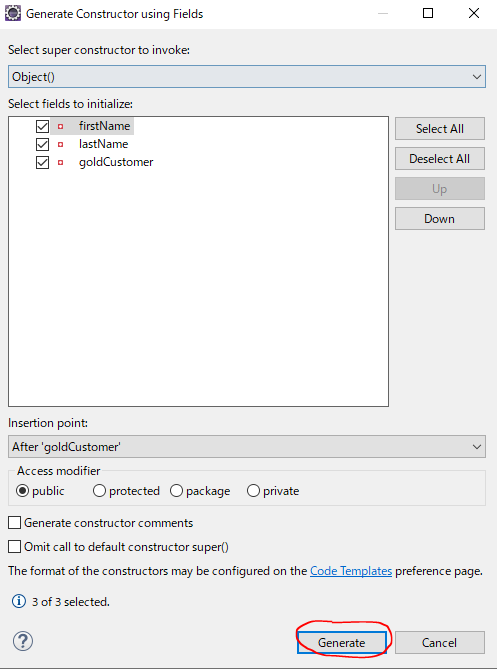 Generate Constructor using Fields
Select super constructor to invoke:
Object()
Select fields to initialize:
firstName
lastName
goldCustomer
Select All
Deselect All
Up
Down
Insertion point:
After 'goldCustomer'
Access modifier
public protected package private
Generate constructor comments
Omit call to default constructor super()
The format of the constructors may be configured on the Code Templates preference page.
3 of 3 selected.
Generate Cancel